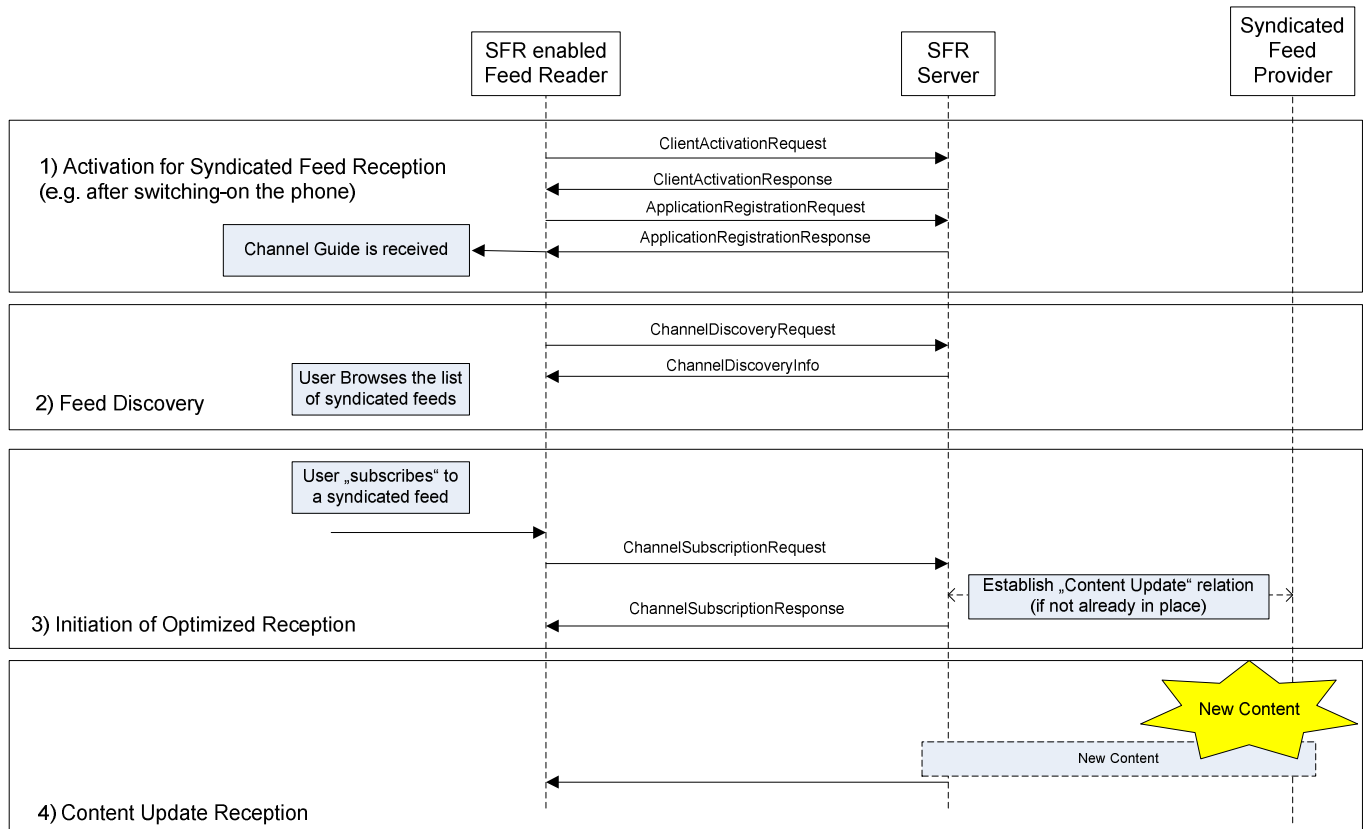 SFR enabled
Feed Reader
SFR
Server
Syndicated
Feed
Provider
1) Activation for Syndicated Feed Reception
(e.g. after switching-on the phone)
ClientActivationRequest
ClientActivationResponse
ApplicationRegistrationRequest
ApplicationRegistrationResponse
Channel Guide is received
ChannelDiscoveryRequest
ChannelDiscoveryInfo
User Browses the list
of syndicated feeds
2) Feed Discovery
User „subscribes“ to
a syndicated feed
ChannelSubscriptionRequest
Establish „Content Update“ relation
(if not already in place)
ChannelSubscriptionResponse
3) Initiation of Optimized Reception
New Content
New Content
4) Content Update Reception